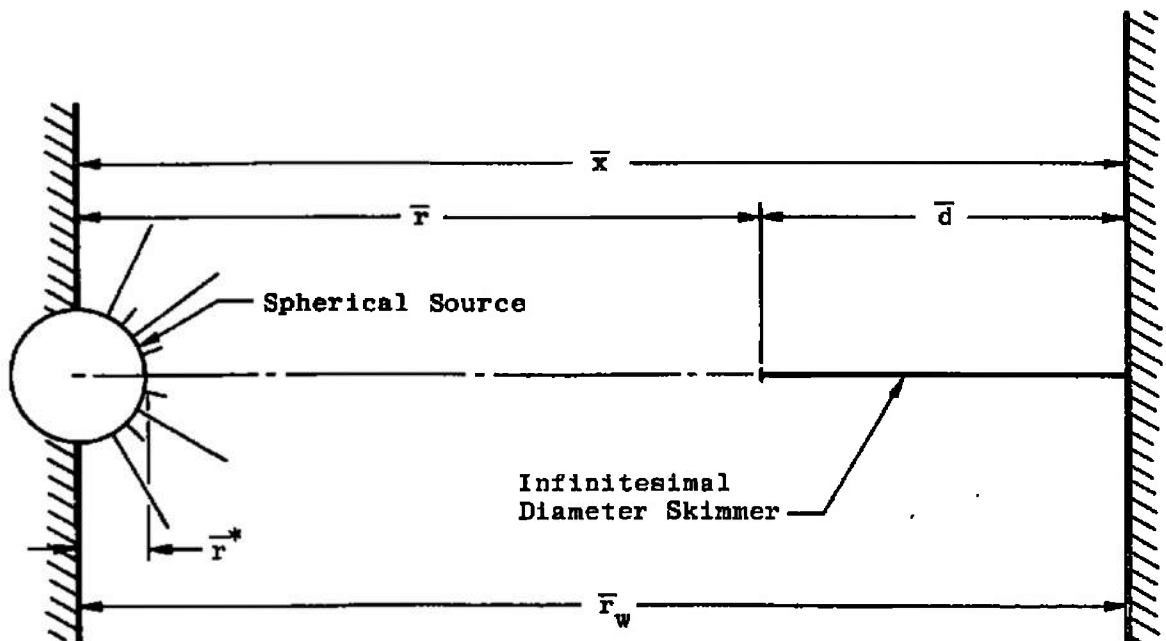 x̄
r̄
d̄
Spherical Source
Infinitesimal
Diameter Skimmer
r̄*
r̄w